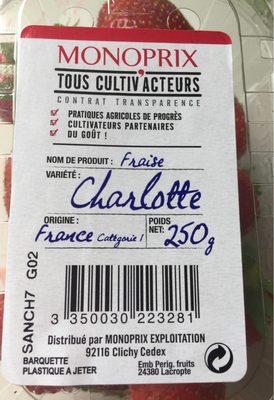 MONOPRIX
TOUS CULTIV'ACTEURS
CONTRAT TRANSPARENCE
PRATIQUES AGRICOLES DE PROGRÈS
CULTIVATEURS PARTENAIRES
DU GOÛT !
NOM DE PRODUIT : Fraise
VARIÉTÉ :
Charlotte
ORIGINE :
France Catégorie I
POIDS
NET: 250g
SANCH7 G02
3 350030 223281
Distribué par MONOPRIX EXPLOITATION
92116 Clichy Cedex
BARQUETTE
PLASTIQUE A JETER
Emb Perig. fruits
24380 Lacropte